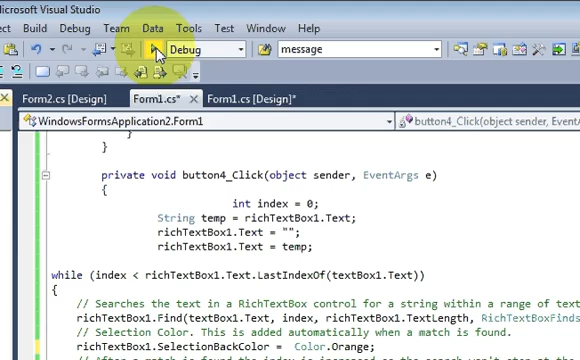 Microsoft Visual Studio
Build Debug Team Data Tools Test Window Help
Debug message
Form2.cs [Design] Form1.cs* Form1.cs [Design]*
WindowsFormsApplication2.Form1 button4_Click(object sender, EventA
}
}
private void button4_Click(object sender, EventArgs e)
{
int index = 0;
String temp = richTextBox1.Text;
richTextBox1.Text = "";
richTextBox1.Text = temp;
while (index < richTextBox1.Text.LastIndexOf(textBox1.Text))
{
// Searches the text in a RichTextBox control for a string within a range of text
richTextBox1.Find(textBox1.Text, index, richTextBox1.TextLength, RichTextBoxFinds
// Selection Color. This is added automatically when a match is found.
richTextBox1.SelectionBackColor = Color.Orange;